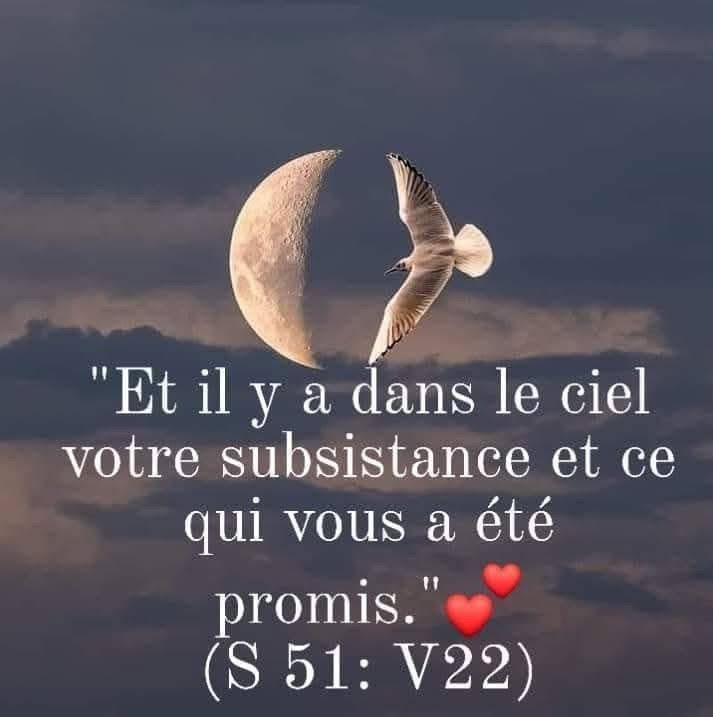 "Et il y a dans le ciel
votre subsistance et ce
qui vous a été
promis."💕
(S 51: V22)